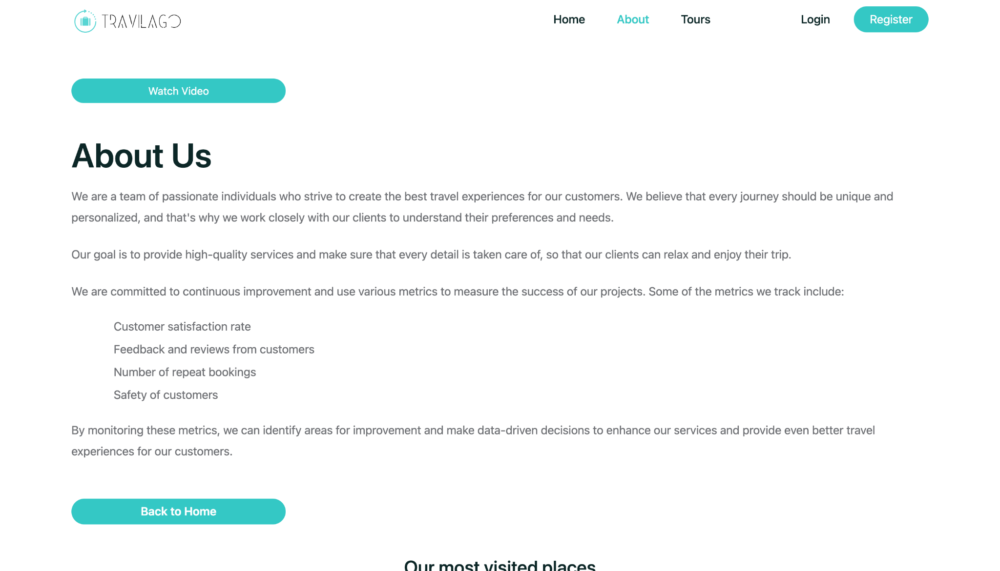 TRAVILAGO
Home About Tours Login Register
Watch Video
About Us
We are a team of passionate individuals who strive to create the best travel experiences for our customers. We believe that every journey should be unique and
personalized, and that's why we work closely with our clients to understand their preferences and needs.
Our goal is to provide high-quality services and make sure that every detail is taken care of, so that our clients can relax and enjoy their trip.
We are committed to continuous improvement and use various metrics to measure the success of our projects. Some of the metrics we track include:
Customer satisfaction rate
Feedback and reviews from customers
Number of repeat bookings
Safety of customers
By monitoring these metrics, we can identify areas for improvement and make data-driven decisions to enhance our services and provide even better travel
experiences for our customers.
Back to Home
Our most visited places